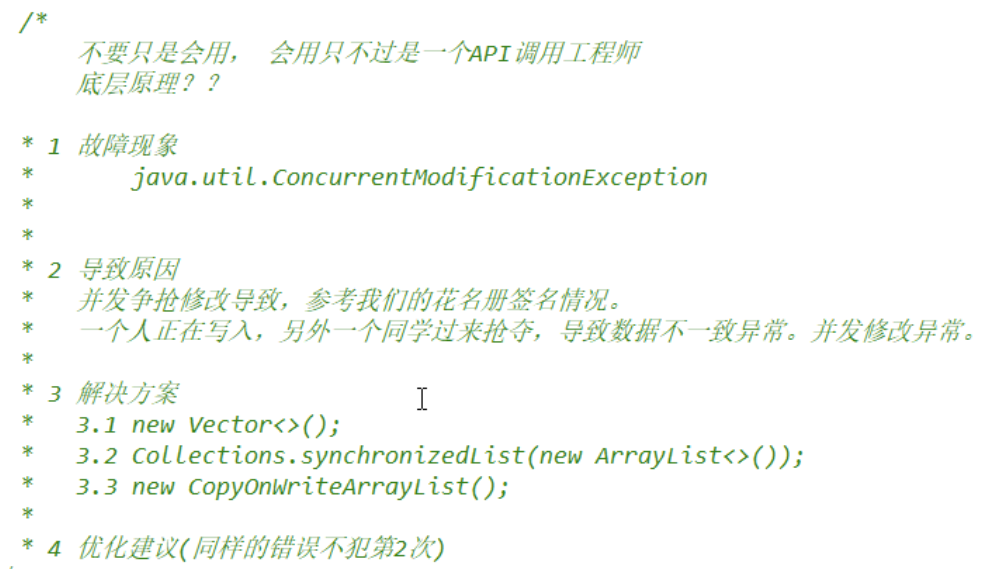 /*
不要只是会用， 会用只不过是一个API调用工程师
底层原理？？
* 1 故障现象
* java.util.ConcurrentModificationException
*
*
* 2 导致原因
* 并发争抢修改导致，参考我们的花名册签名情况。
* 一个人正在写入，另外一个同学过来抢夺，导致数据不一致异常。并发修改异常。
*
* 3 解决方案
* 3.1 new Vector<>();
* 3.2 Collections.synchronizedList(new ArrayList<>());
* 3.3 new CopyOnWriteArrayList();
*
* 4 优化建议(同样的错误不犯第2次)